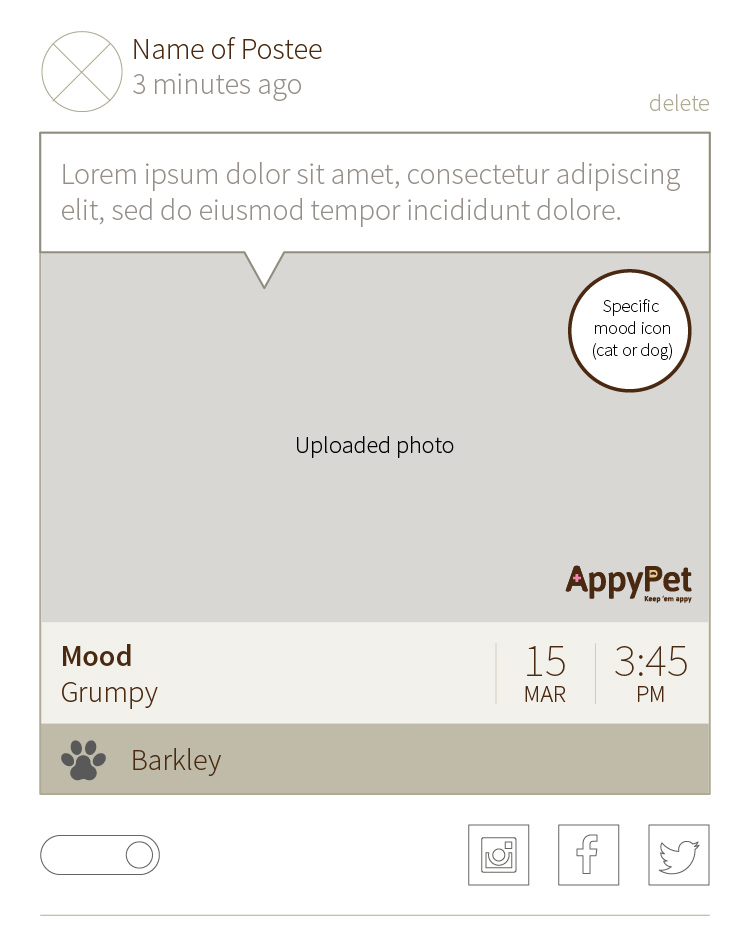 Name of Postee
3 minutes ago
delete
Lorem ipsum dolor sit amet, consectetur adipiscing
elit, sed do eiusmod tempor incididunt dolore.
Specific
mood icon
(cat or dog)
Uploaded photo
AppyPet
Keep 'em appy
Mood
Grumpy
15
MAR
3:45
PM
Barkley